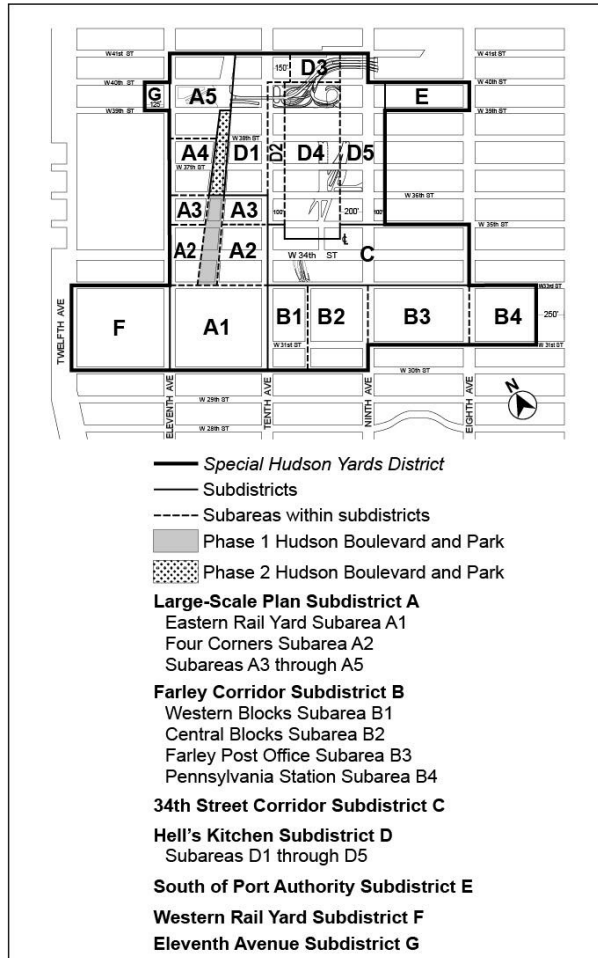 W 41st ST
W 41st ST
150'
D3
W 40th ST
W 40th ST
G
A5
E
125'
W 39th ST
W 39th ST
W 38th ST
A4
D1
D2
D4
D5
W 37th ST
W 36th ST
A3
A3
100'
200'
100'
W 35th ST
A2
A2
W 34th ST
C
W 33rd ST
F
A1
B1
B2
B3
B4
250'
W 31st ST
W 31st ST
W 30th ST
TWELFTH AVE
ELEVENTH AVE
TENTH AVE
NINTH AVE
EIGHTH AVE
N
W 29th ST
W 28th ST
Special Hudson Yards District
Subdistricts
Subareas within subdistricts
Phase 1 Hudson Boulevard and Park
Phase 2 Hudson Boulevard and Park
Large-Scale Plan Subdistrict A
Eastern Rail Yard Subarea A1
Four Corners Subarea A2
Subareas A3 through A5
Farley Corridor Subdistrict B
Western Blocks Subarea B1
Central Blocks Subarea B2
Farley Post Office Subarea B3
Pennsylvania Station Subarea B4
34th Street Corridor Subdistrict C
Hell's Kitchen Subdistrict D
Subareas D1 through D5
South of Port Authority Subdistrict E
Western Rail Yard Subdistrict F
Eleventh Avenue Subdistrict G